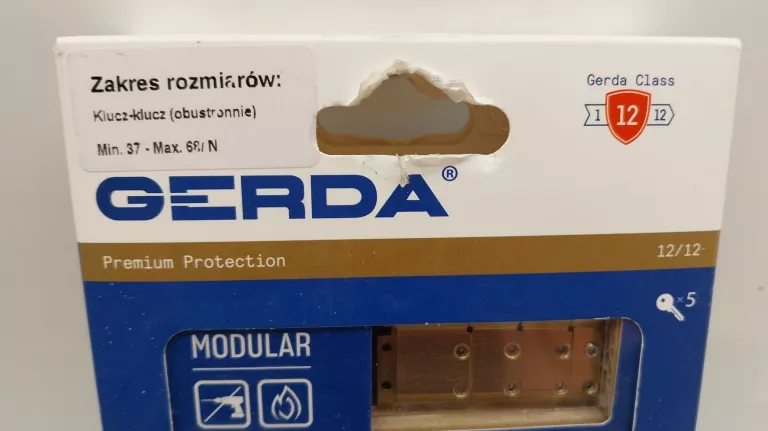 Zakres rozmiarów:
Klucz-klucz (obustronnie)
Min. 37 - Max. 68/ N
Gerda Class
1 12 12
GERDA®
Premium Protection
12/12
×5
MODULAR